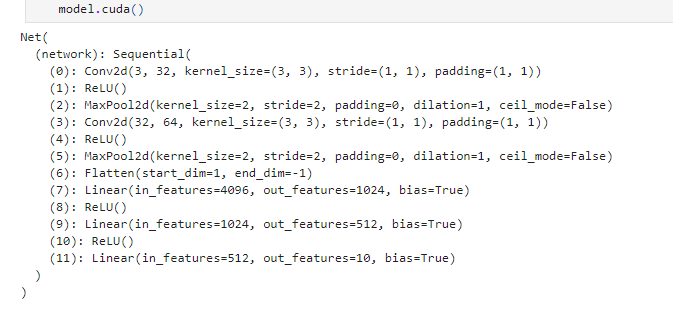 model.cuda()
Net(
  (network): Sequential(
    (0): Conv2d(3, 32, kernel_size=(3, 3), stride=(1, 1), padding=(1, 1))
    (1): ReLU()
    (2): MaxPool2d(kernel_size=2, stride=2, padding=0, dilation=1, ceil_mode=False)
    (3): Conv2d(32, 64, kernel_size=(3, 3), stride=(1, 1), padding=(1, 1))
    (4): ReLU()
    (5): MaxPool2d(kernel_size=2, stride=2, padding=0, dilation=1, ceil_mode=False)
    (6): Flatten(start_dim=1, end_dim=-1)
    (7): Linear(in_features=4096, out_features=1024, bias=True)
    (8): ReLU()
    (9): Linear(in_features=1024, out_features=512, bias=True)
    (10): ReLU()
    (11): Linear(in_features=512, out_features=10, bias=True)
  )
)